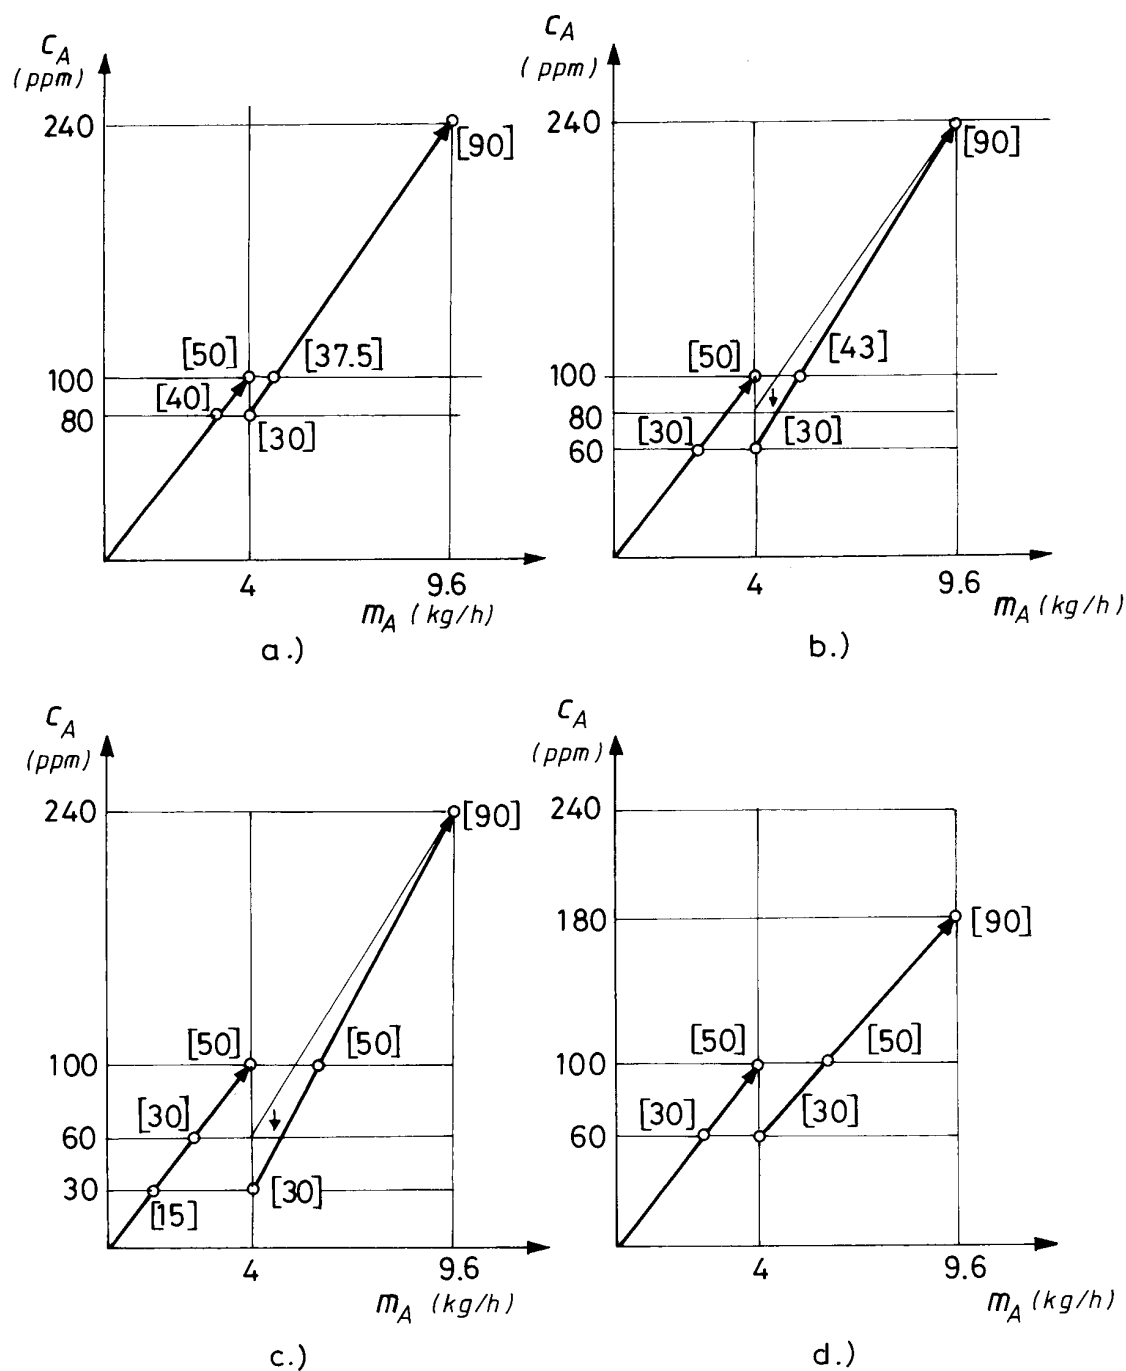 C_A
(ppm)
240
[90]
[50]
[37.5]
100
[40]
80
[30]
4
9.6
m_A (kg/h)
a.)
C_A
(ppm)
240
[90]
[50]
[43]
100
80
[30]
[30]
60
4
9.6
m_A (kg/h)
b.)
C_A
(ppm)
240
[90]
[50]
[50]
100
[30]
60
30
[15]
[30]
4
9.6
m_A (kg/h)
c.)
C_A
(ppm)
240
180
[90]
[50]
[50]
100
[30]
[30]
60
4
9.6
m_A (kg/h)
d.)